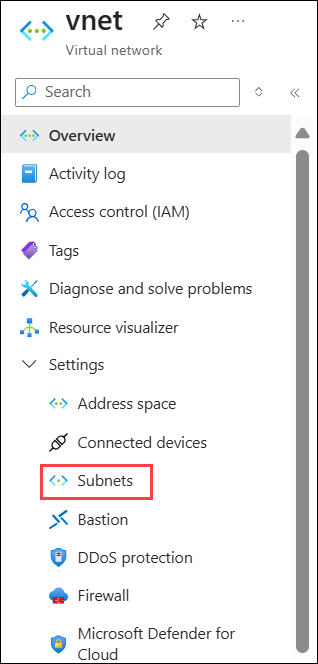 vnet
Virtual network
Search
Overview
Activity log
Access control (IAM)
Tags
Diagnose and solve problems
Resource visualizer
Settings
Address space
Connected devices
Subnets
Bastion
DDoS protection
Firewall
Microsoft Defender for
Cloud